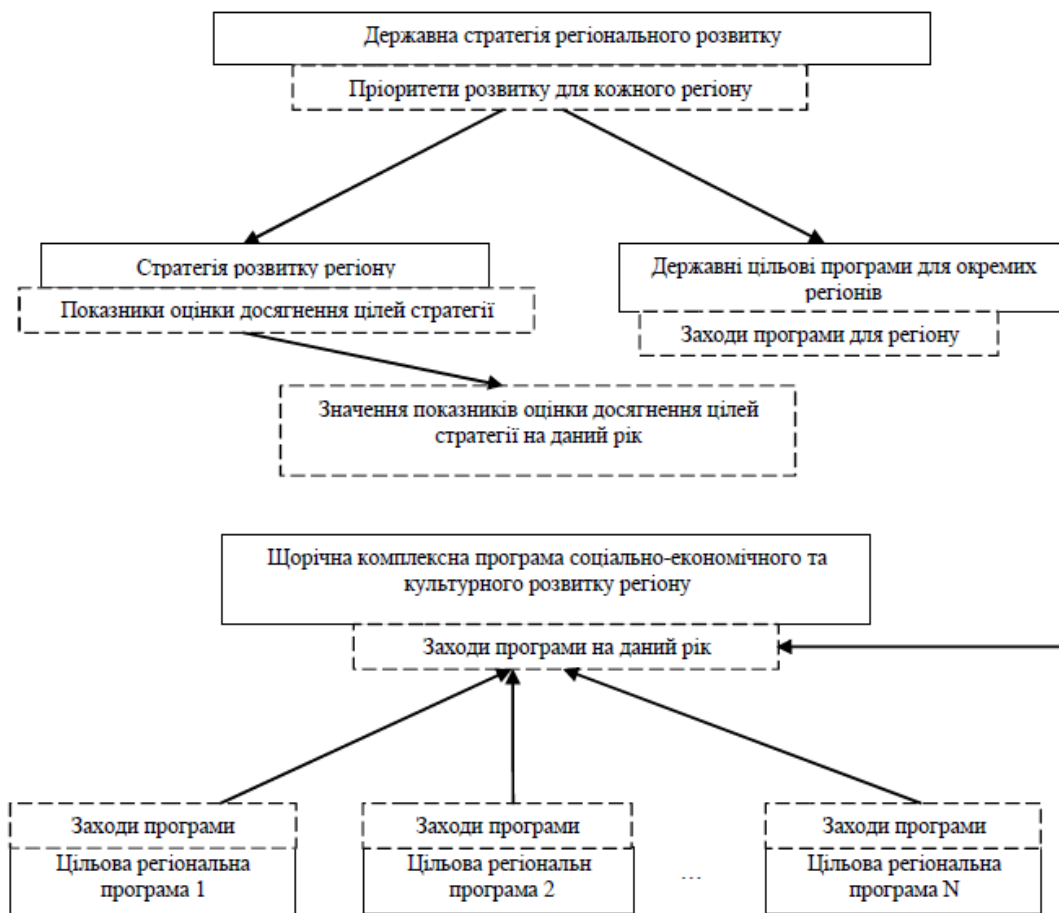 Державна стратегія регіонального розвитку
Пріоритети розвитку для кожного регіону
Стратегія розвитку регіону
Показники оцінки досягнення цілей стратегії
Державні цільові програми для окремих
регіонів
Заходи програми для регіону
Значення показників оцінки досягнення цілей
стратегії на даний рік
Щорічна комплексна програма соціально-економічного та
культурного розвитку регіону
Заходи програми на даний рік
Заходи програми
Цільова регіональна
програма 1
Заходи програми
Цільова регіональн
програма 2
...
Заходи програми
Цільова регіональна
програма N